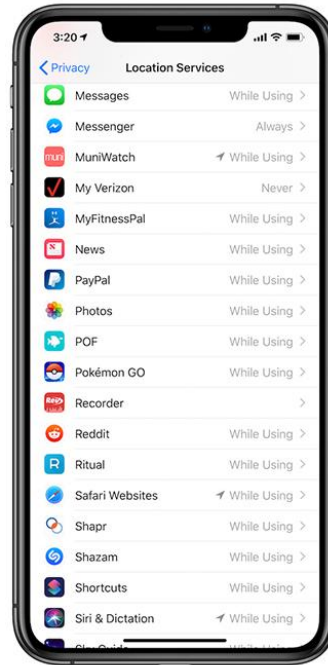 3:20
Privacy
Location Services
Messages While Using
Messenger Always
muni MuniWatch While Using
My Verizon Never
MyFitnessPal While Using
News While Using
PayPal While Using
Photos While Using
POF While Using
Pokémon GO While Using
Recorder
Reddit While Using
R Ritual While Using
Safari Websites While Using
Shapr While Using
Shazam While Using
Shortcuts While Using
Siri & Dictation While Using